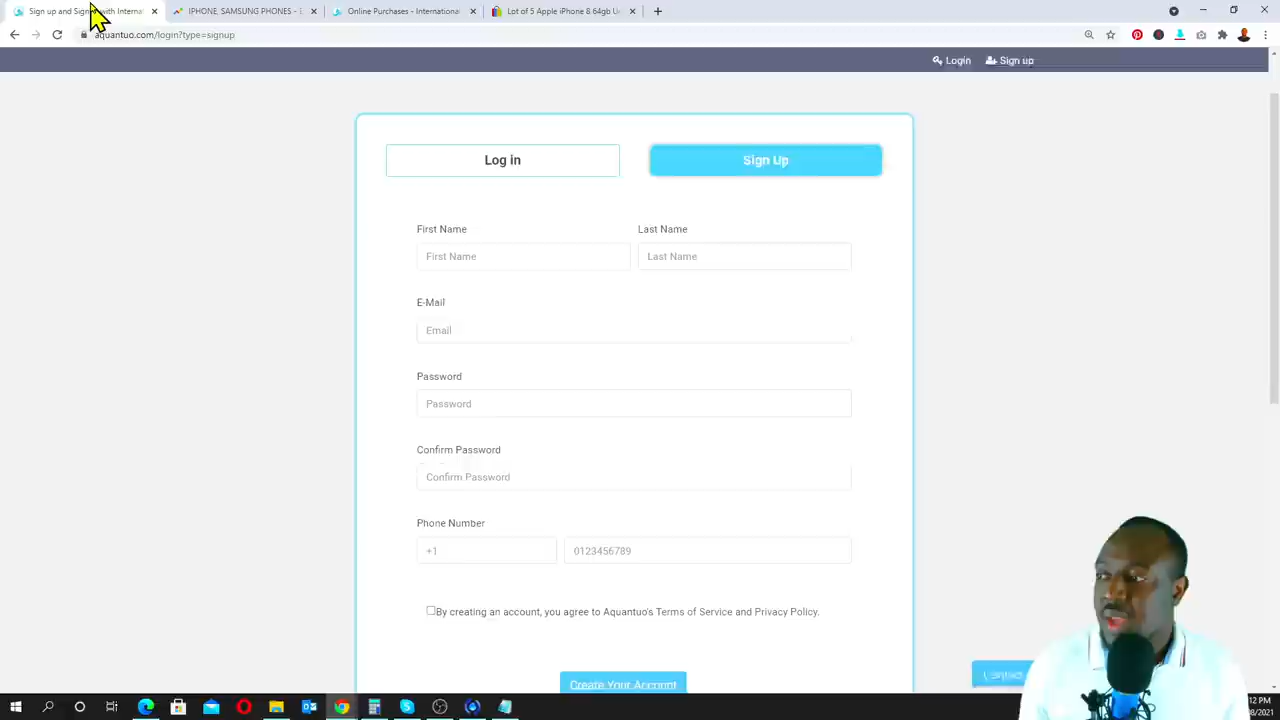 Sign up and Sign with Interna
IPHONE, SAMSUNG PHONES -
Online Purchases - International
Lot of 5 Apple iPhone 8 64gb U
aquantuo.com/login?type=signup
Login
Sign up
Log in
Sign Up
First Name
Last Name
First Name
Last Name
E-Mail
Email
Password
Password
Confirm Password
Confirm Password
Phone Number
+1
0123456789
By creating an account, you agree to Aquantuo's Terms of Service and Privacy Policy.
Create Your Account